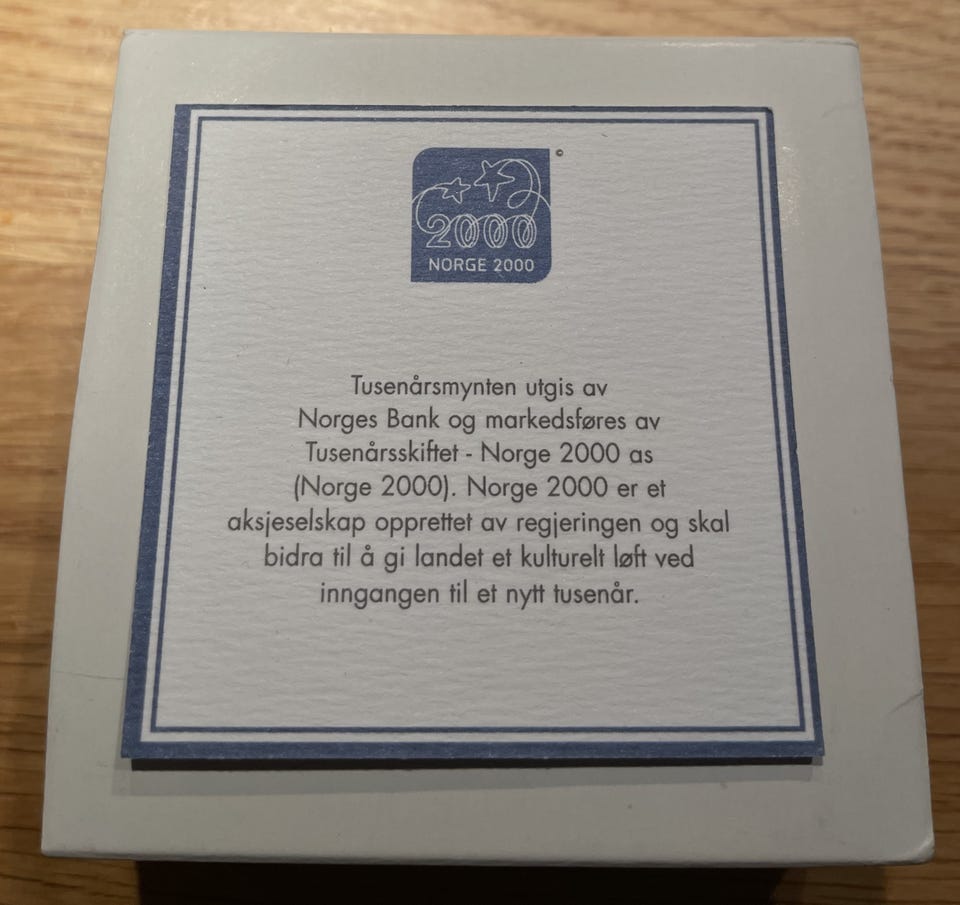 ©
2000
NORGE 2000
Tusenårsmynten utgis av
Norges Bank og markedsføres av
Tusenårsskiftet - Norge 2000 as
(Norge 2000). Norge 2000 er et
aksjeselskap opprettet av regjeringen og skal
bidra til å gi landet et kulturelt løft ved
inngangen til et nytt tusenår.